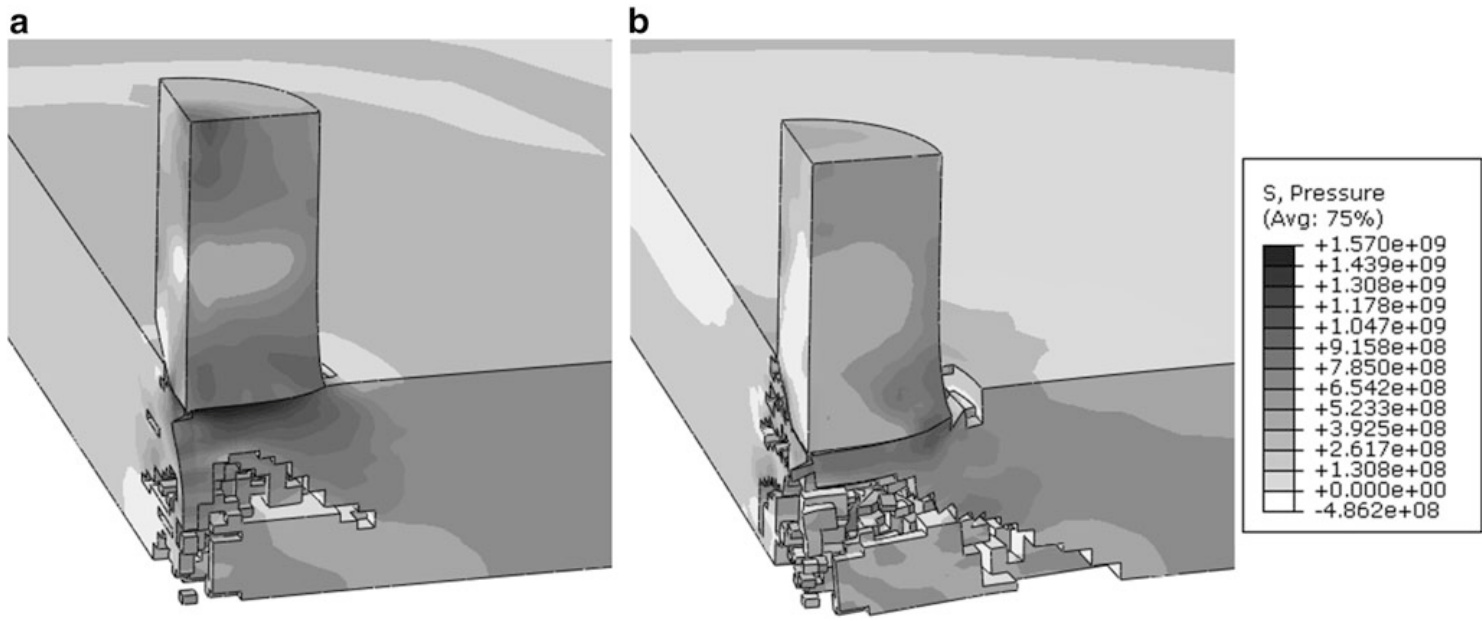 a
b
S, Pressure
(Avg: 75%)
+1.570e+09
+1.439e+09
+1.308e+09
+1.178e+09
+1.047e+09
+9.158e+08
+7.850e+08
+6.542e+08
+5.233e+08
+3.925e+08
+2.617e+08
+1.308e+08
+0.000e+00
-4.862e+08